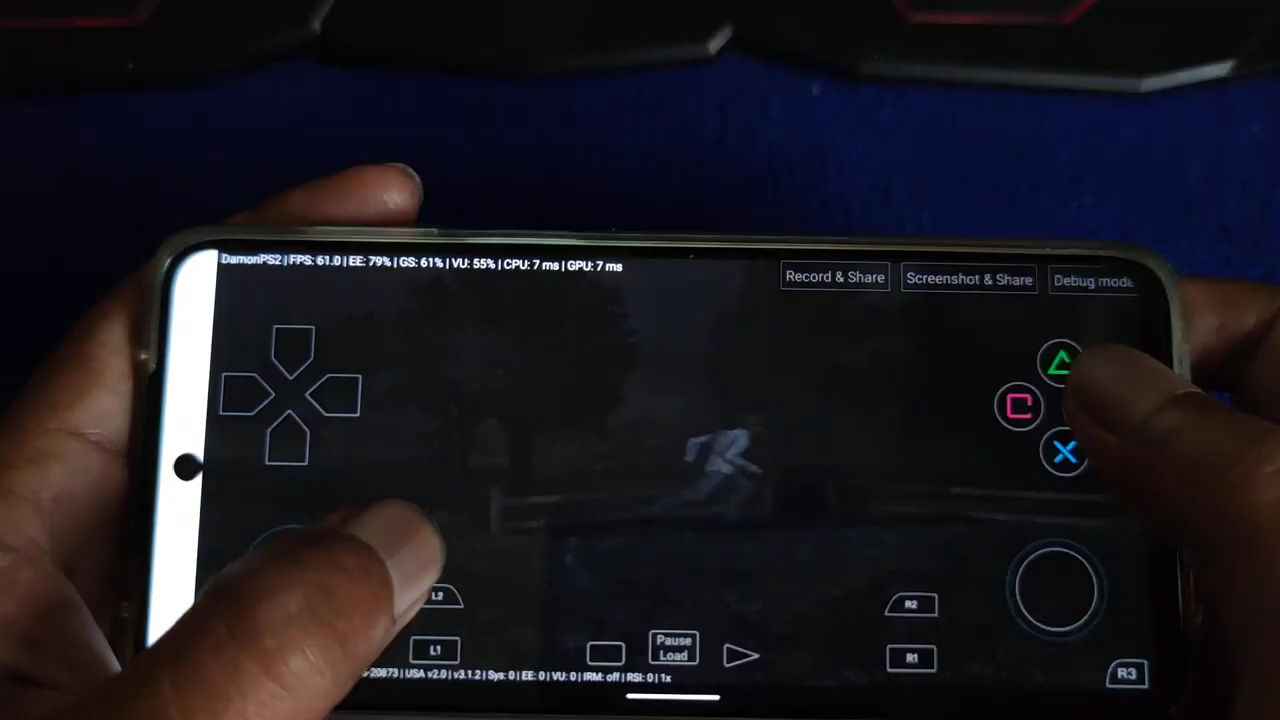 DamonPS2 | FPS: 61.0 | EE: 79% | GS: 61% | VU: 55% | CPU: 7 ms | GPU: 7 ms
Record & Share
Screenshot & Share
Debug mode
L2
R2
L1
Pause
Load
R1
R3
-20873 | USA v2.0 | v3.1.2 | Sys: 0 | EE: 0 | VU: 0 | IRM: off | RSI: 0 | 1x